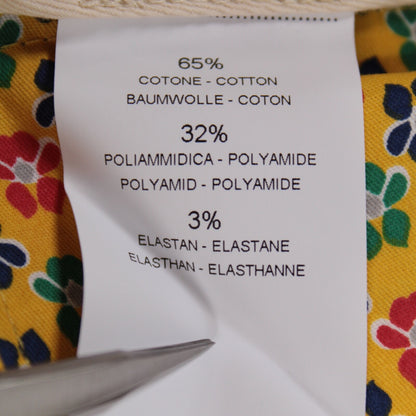 65%
COTONE - COTTON
BAUMWOLLE - COTON
32%
POLIAMMIDICA - POLYAMIDE
POLYAMID - POLYAMIDE
3%
ELASTAN - ELASTANE
ELASTHAN - ELASTHANNE